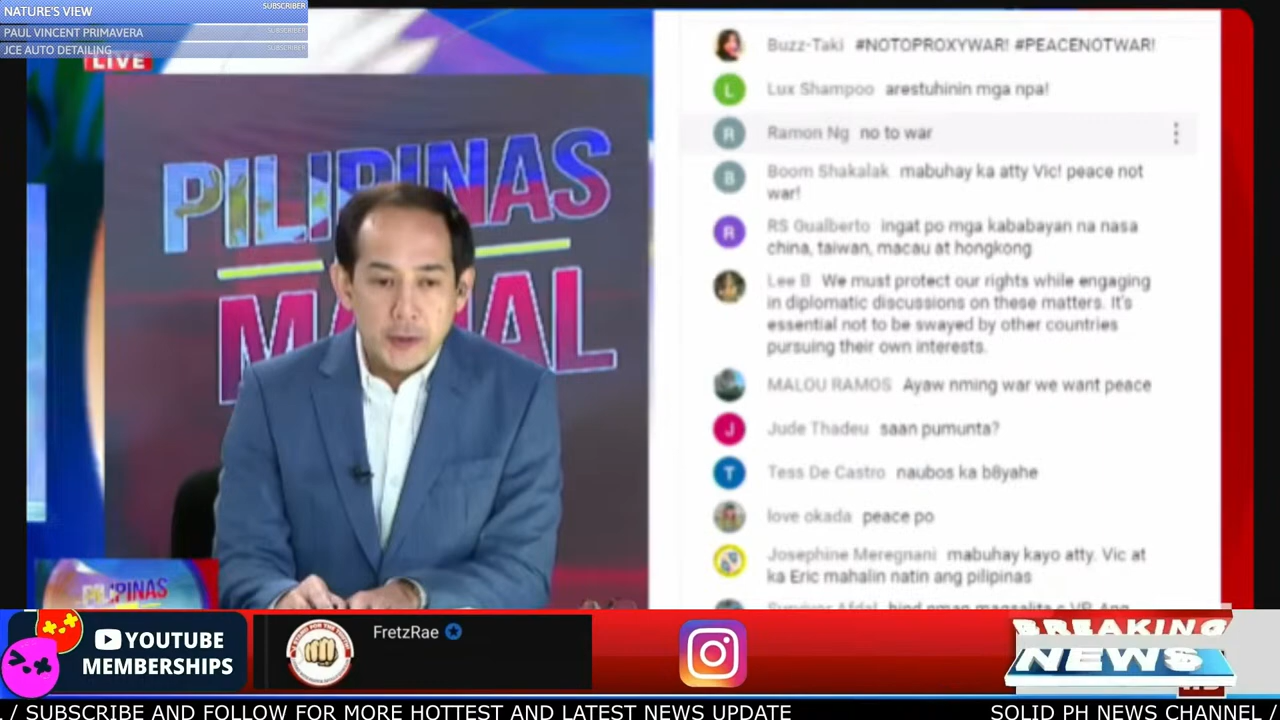 NATURE'S VIEW SUBSCRIBER
PAUL VINCENT PRIMAVERA SUBSCRIBER
JCE AUTO DETAILING SUBSCRIBER
LIVE
PILIPINAS
MAHAL
Buzz-Taki #NOTOPROXYWAR! #PEACENOTWAR!
Lux Shampoo arestuhinin mga npa!
Ramon Ng no to war
Boom Shakalak mabuhay ka atty Vic! peace not
war!
RS Gualberto ingat po mga kababayan na nasa
china, taiwan, macau at hongkong
Lee B We must protect our rights while engaging
in diplomatic discussions on these matters. It's
essential not to be swayed by other countries
pursuing their own interests.
MALOU RAMOS Ayaw nming war we want peace
J
Jude Thadeu saan pumunta?
T
Tess De Castro naubos ka b8yahe
love okada peace po
Josephine Meregnani mabuhay kayo atty. Vic at
ka Eric mahalin natin ang pilipinas
PILIPINAS
YOUTUBE
MEMBERSHIPS
FretzRae
BREAKING
NEWS
/ SUBSCRIBE AND FOLLOW FOR MORE HOTTEST AND LATEST NEWS UPDATE
SOLID PH NEWS CHANNEL /